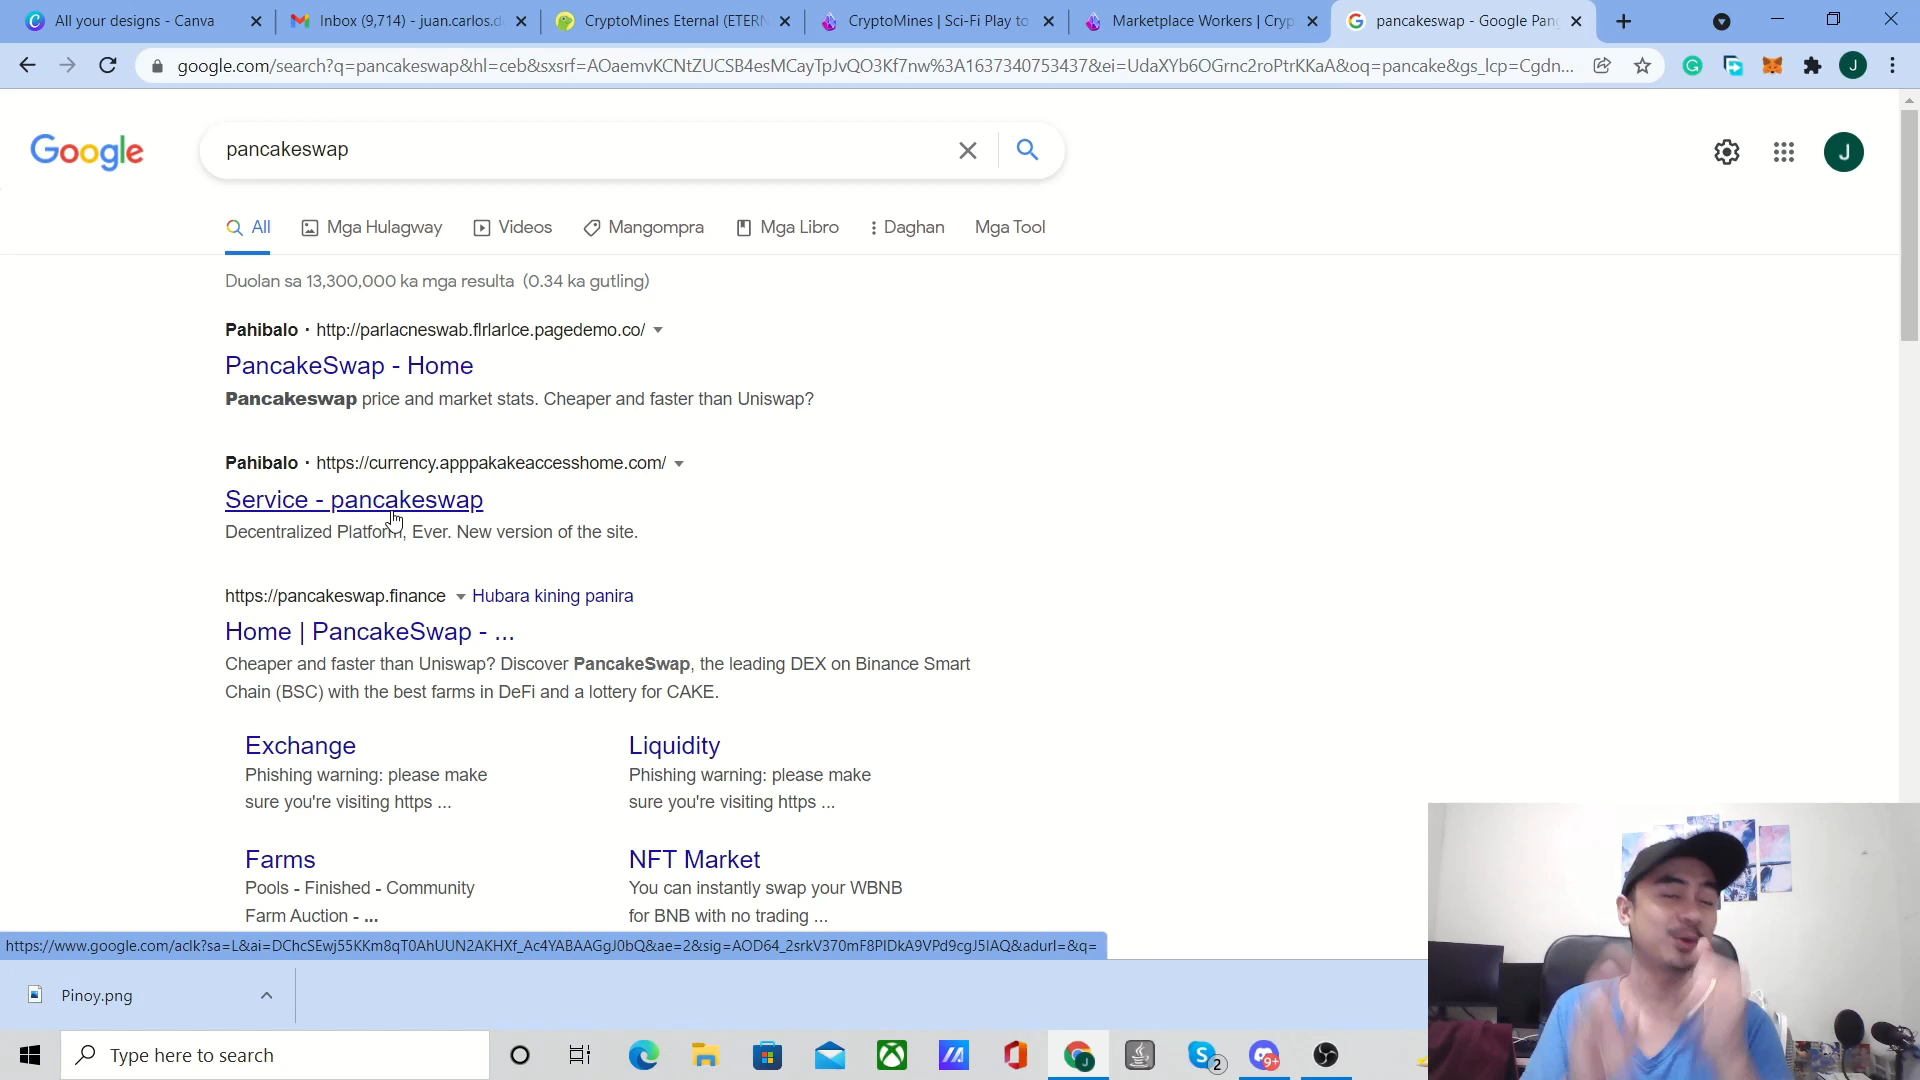 All your designs - Canva
Inbox (9,714) - juan.carlos.d
CryptoMines Eternal (ETERN
CryptoMines | Sci-Fi Play to
Marketplace Workers | Cryp
pancakeswap - Google Pang
google.com/search?q=pancakeswap&hl=ceb&sxsrf=AOaemvKCNtZUCSB4esMCayTpJvQO3Kf7nw%3A1637340753437&ei=UdaXYb6OGrnc2roPtrKKaA&oq=pancake&gs_lcp=Cgdn...
J
Google
pancakeswap
J
All
Mga Hulagway
Videos
Mangompra
Mga Libro
Daghan
Mga Tool
Duolan sa 13,300,000 ka mga resulta (0.34 ka gutling)
Pahibalo · http://parlacneswab.flrlarlce.pagedemo.co/
PancakeSwap - Home
Pancakeswap price and market stats. Cheaper and faster than Uniswap?
Pahibalo · https://currency.apppakakeaccesshome.com/
Service - pancakeswap
Decentralized Platform, Ever. New version of the site.
https://pancakeswap.finance Hubara kining panira
Home | PancakeSwap - ...
Cheaper and faster than Uniswap? Discover PancakeSwap, the leading DEX on Binance Smart
Chain (BSC) with the best farms in DeFi and a lottery for CAKE.
Exchange
Phishing warning: please make
sure you're visiting https ...
Liquidity
Phishing warning: please make
sure you're visiting https ...
Farms
Pools - Finished - Community
Farm Auction - ...
NFT Market
You can instantly swap your WBNB
for BNB with no trading ...
https://www.google.com/aclk?sa=L&ai=DChcSEwj55KKm8qT0AhUUN2AKHXf_Ac4YABAAGgJ0bQ&ae=2&sig=AOD64_2srkV370mF8PIDkA9VPd9cgJ5IAQ&adurl=&q=
Pinoy.png
Type here to search
2
9+